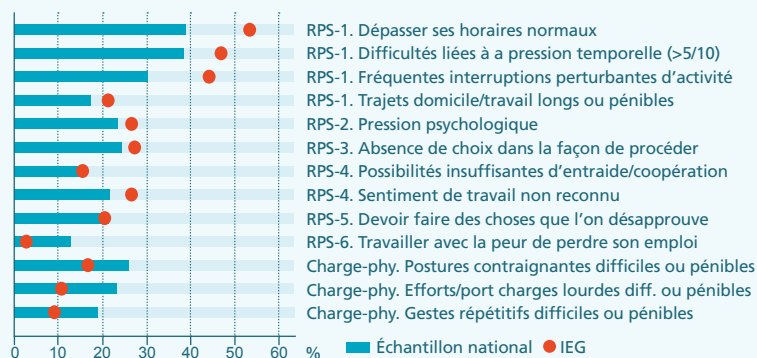 RPS-1. Dépasser ses horaires normaux
RPS-1. Difficultés liées à a pression temporelle (>5/10)
RPS-1. Fréquentes interruptions perturbantes d’activité
RPS-1. Trajets domicile/travail longs ou pénibles
RPS-2. Pression psychologique
RPS-3. Absence de choix dans la façon de procéder
RPS-4. Possibilités insuffisantes d’entraide/coopération
RPS-4. Sentiment de travail non reconnu
RPS-5. Devoir faire des choses que l’on désapprouve
RPS-6. Travailler avec la peur de perdre son emploi
Charge-phy. Postures contraignantes difficiles ou pénibles
Charge-phy. Efforts/port charges lourdes diff. ou pénibles
Charge-phy. Gestes répétitifs difficiles ou pénibles
0 10 20 30 40 50 60 % Échantillon national IEG